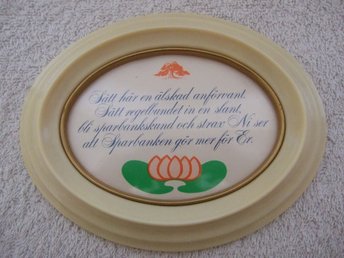 Sätt här en älskad anförvant.
Sätt regelbundet in en slant,
bli sparbankskund och strax Ni ser
att Sparbanken gör mer för Er.